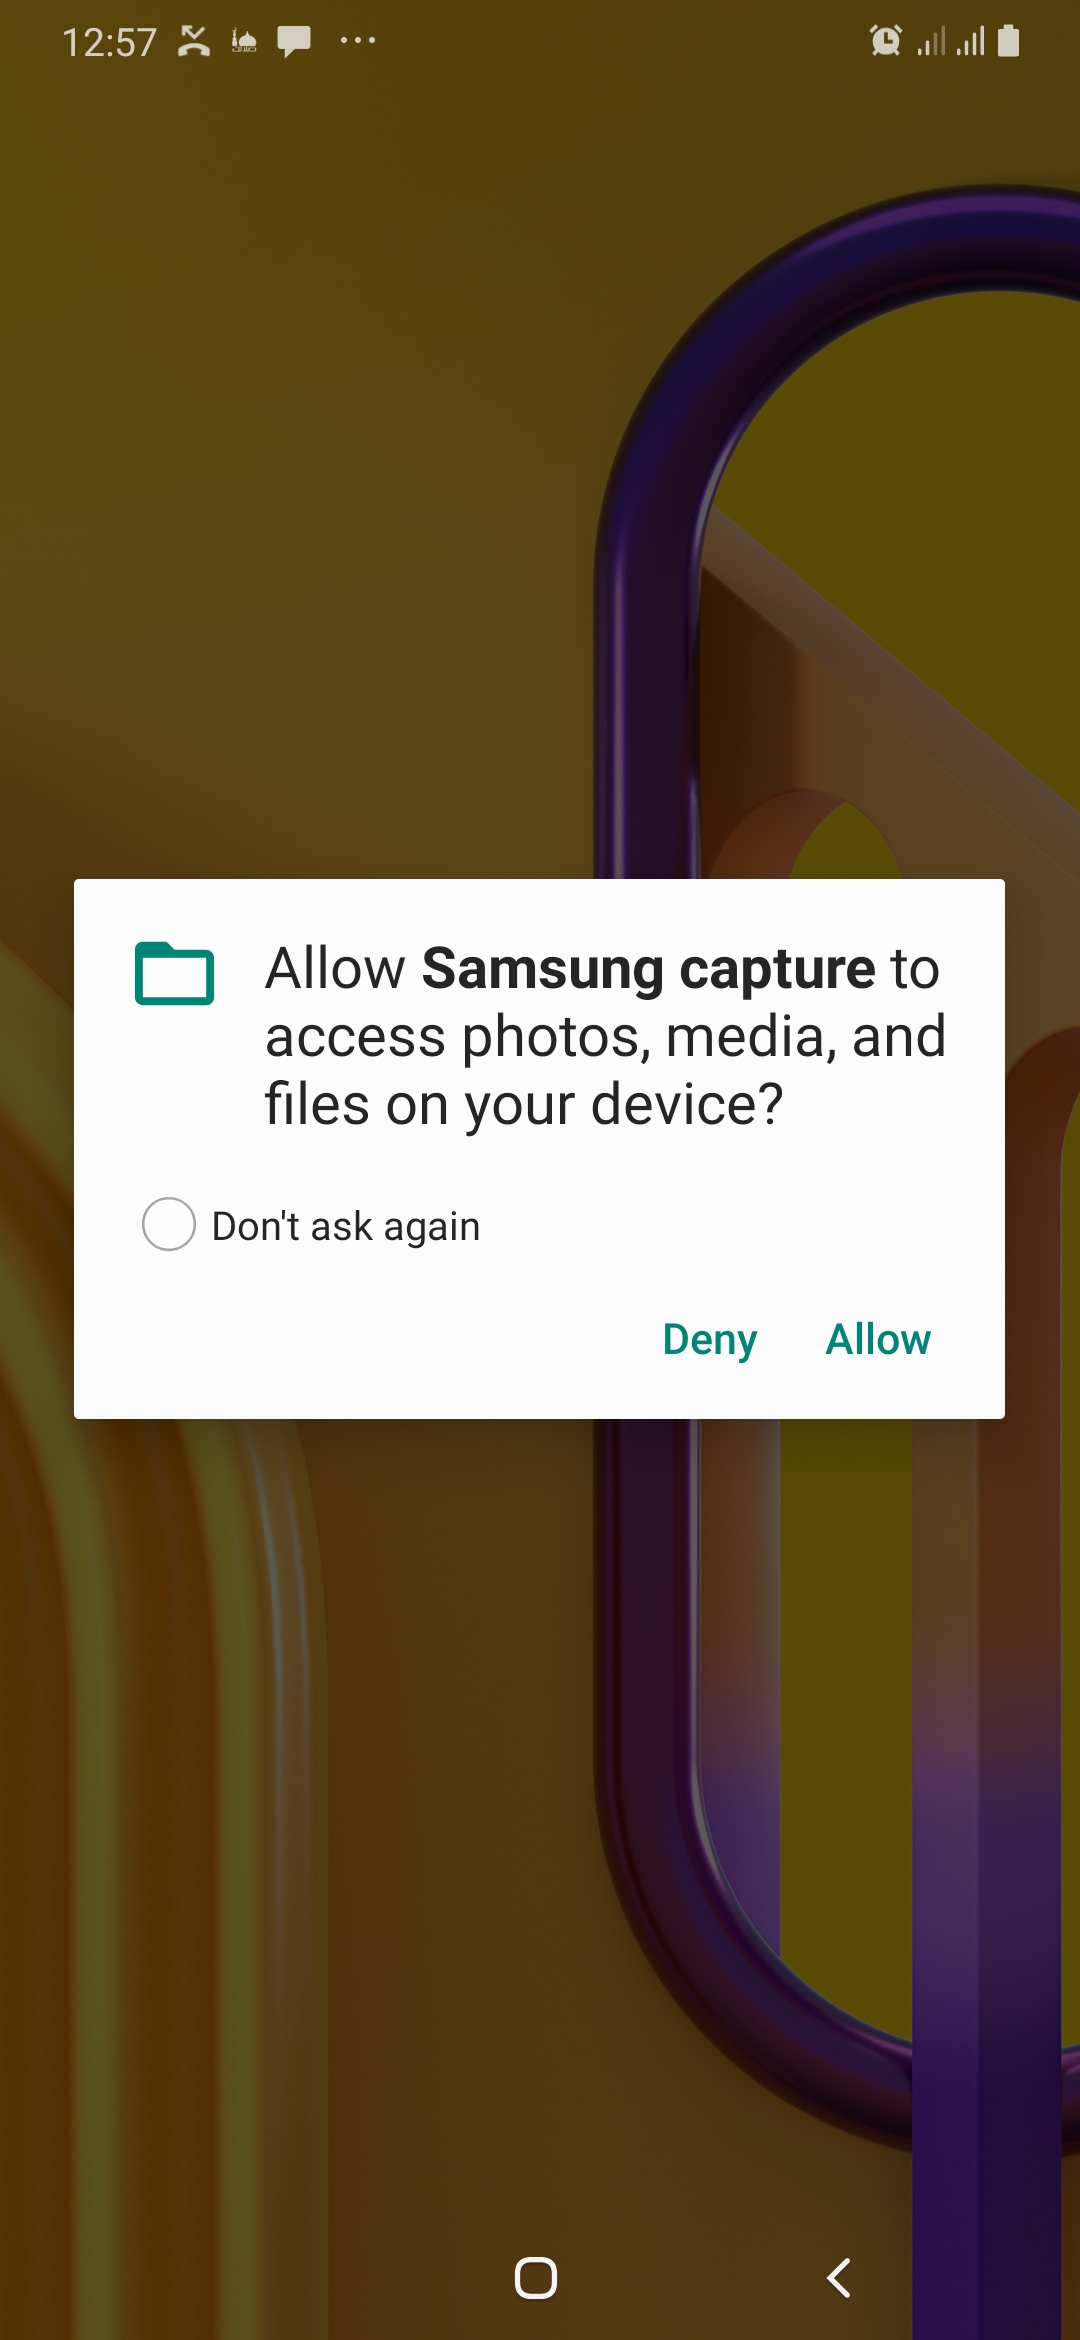 12:57
Allow Samsung capture to
access photos, media, and
files on your device?
Don't ask again
Deny Allow